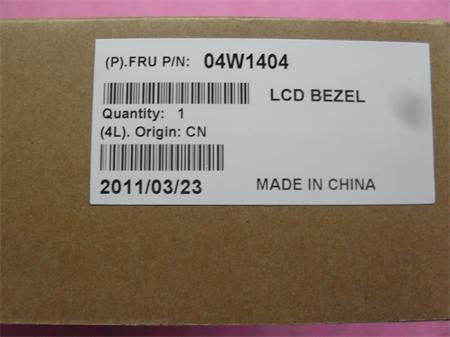 (P).FRU P/N: 04W1404
LCD BEZEL
Quantity: 1
(4L). Origin: CN
2011/03/23 MADE IN CHINA